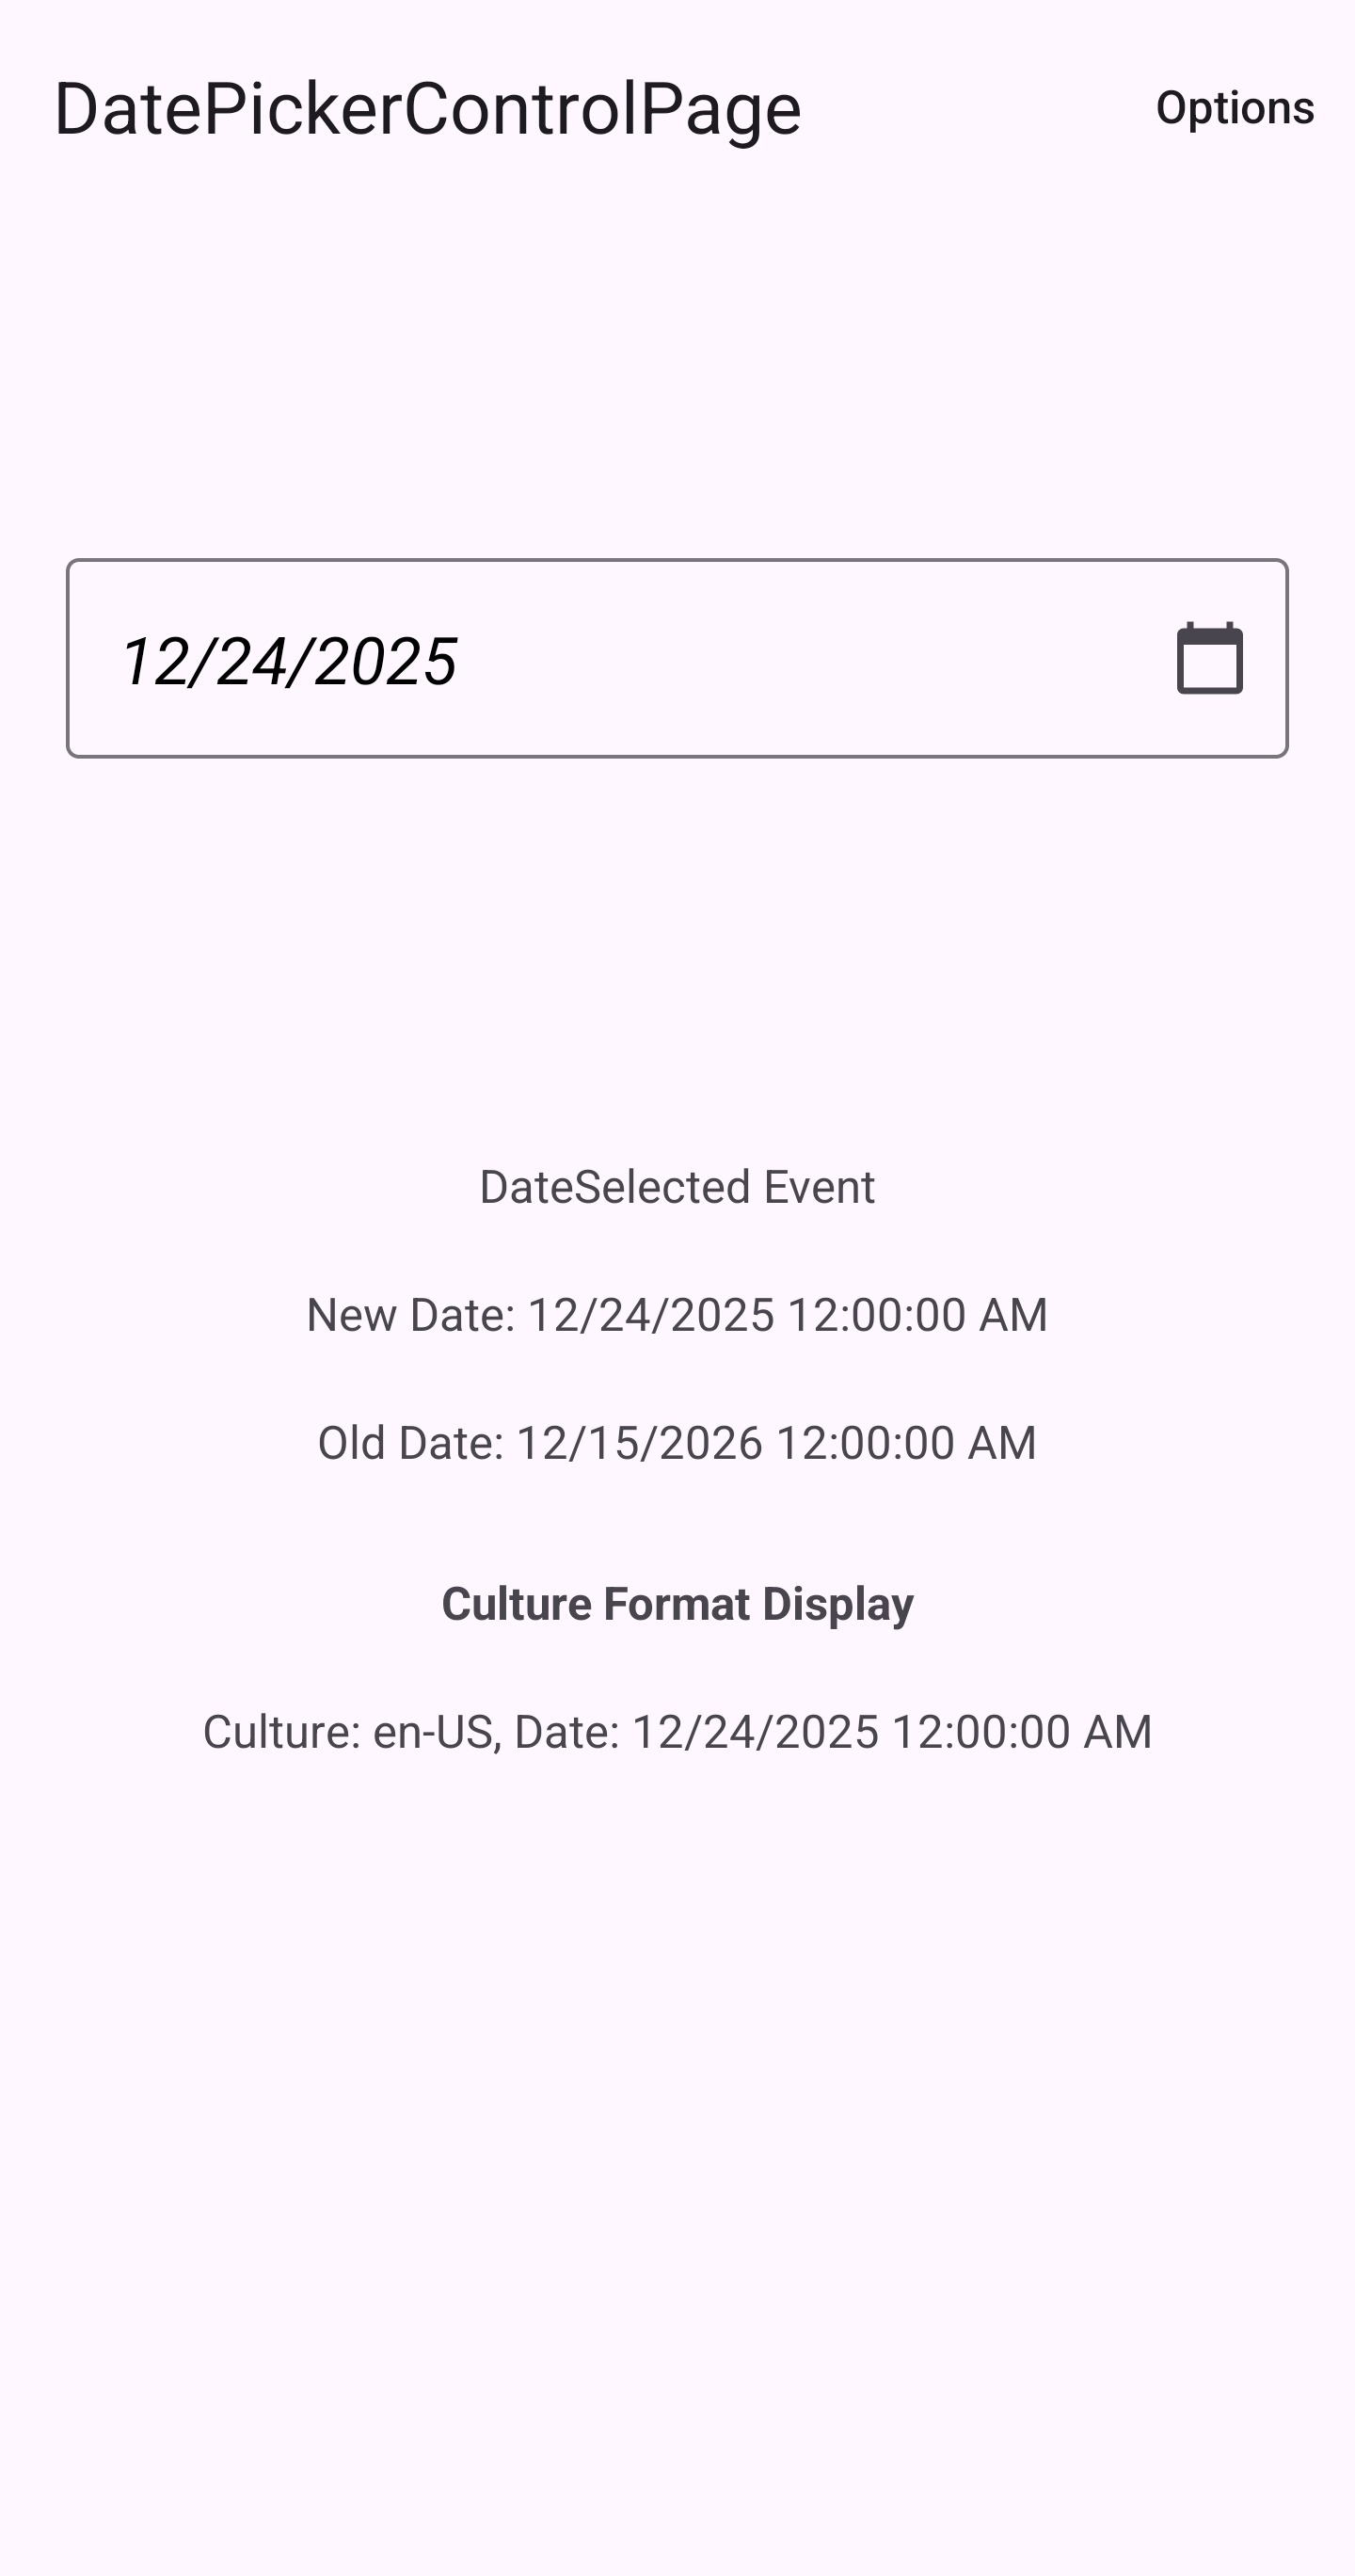 DatePickerControlPage
Options
12/24/2025
DateSelected Event
New Date: 12/24/2025 12:00:00 AM
Old Date: 12/15/2026 12:00:00 AM
Culture Format Display
Culture: en-US, Date: 12/24/2025 12:00:00 AM